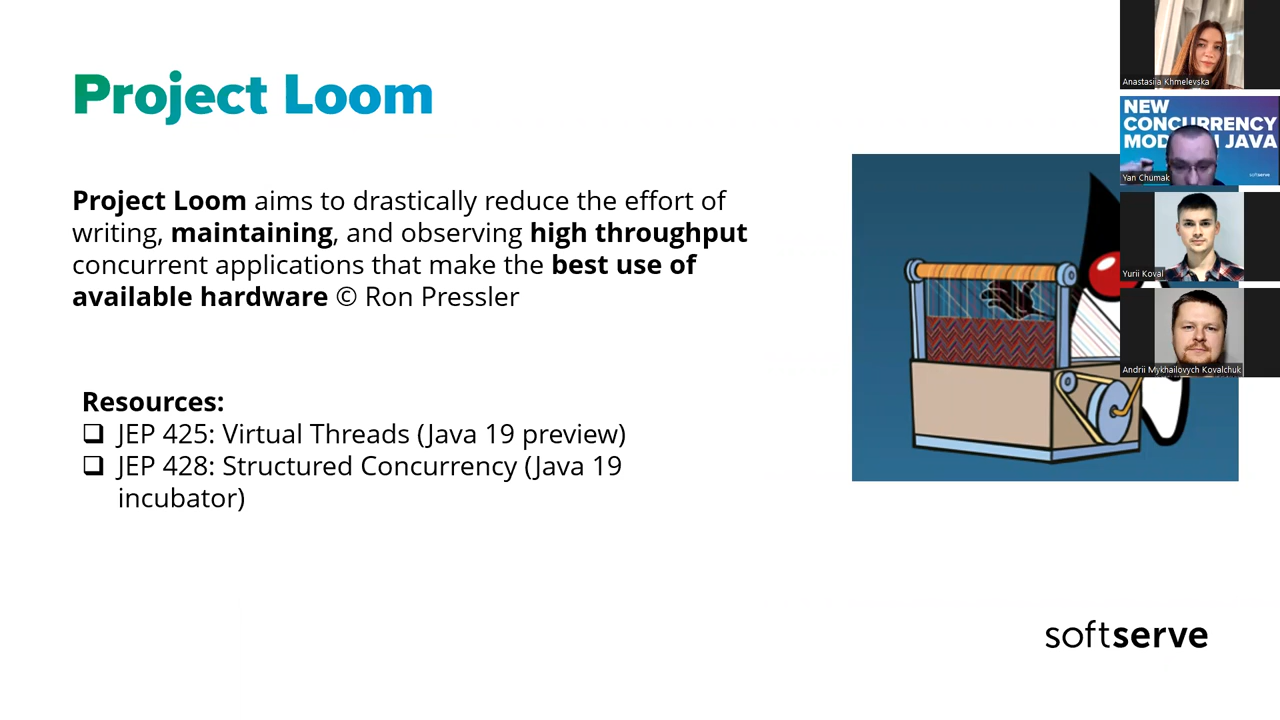 Project Loom
Project Loom aims to drastically reduce the effort of
writing, maintaining, and observing high throughput
concurrent applications that make the best use of
available hardware © Ron Pressler
Resources:
❑ JEP 425: Virtual Threads (Java 19 preview)
❑ JEP 428: Structured Concurrency (Java 19
incubator)
softserve
Anastasiia Khmelevska
NEW
CONCURRENCY
MOD N JAVA
softserve
Yan Chumak
Yurii Koval
Andrii Mykhailovych Kovalchuk